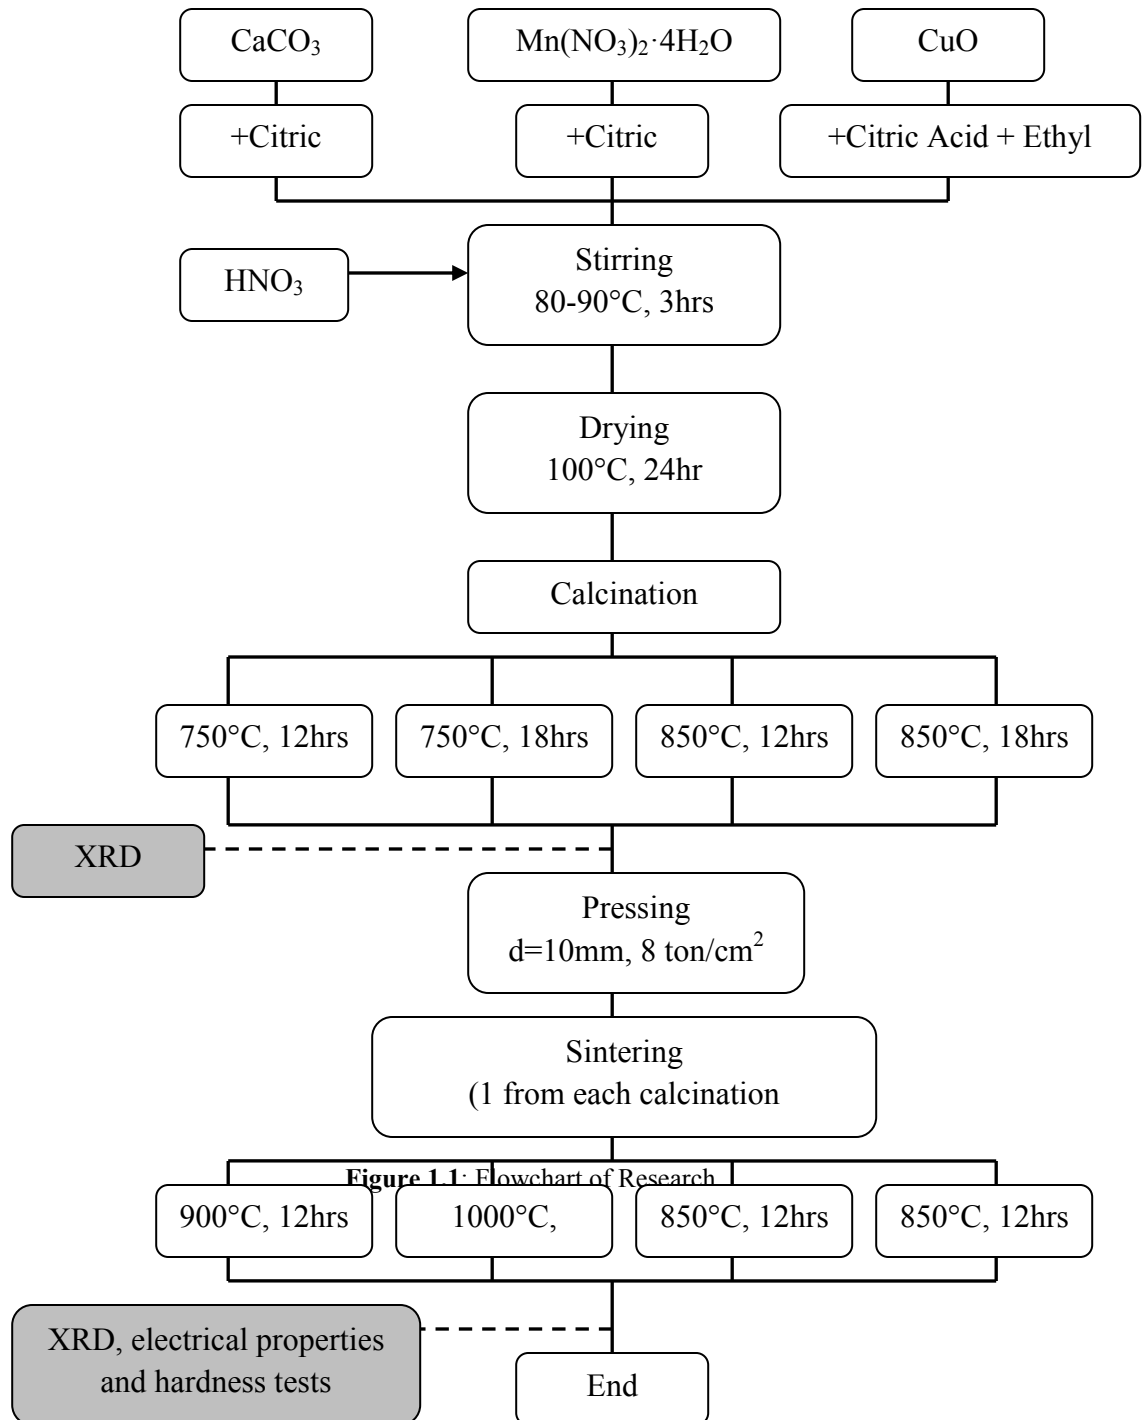 CaCO₃
Mn(NO₃)₂·4H₂O
CuO
+Citric
+Citric
+Citric Acid + Ethyl
HNO₃
Stirring
80-90°C, 3hrs
Drying
100°C, 24hr
Calcination
750°C, 12hrs
750°C, 18hrs
850°C, 12hrs
850°C, 18hrs
XRD
Pressing
d=10mm, 8 ton/cm²
Sintering
(1 from each calcination
Figure 1.1: Flowchart of Research
900°C, 12hrs
1000°C,
850°C, 12hrs
850°C, 12hrs
XRD, electrical properties
and hardness tests
End